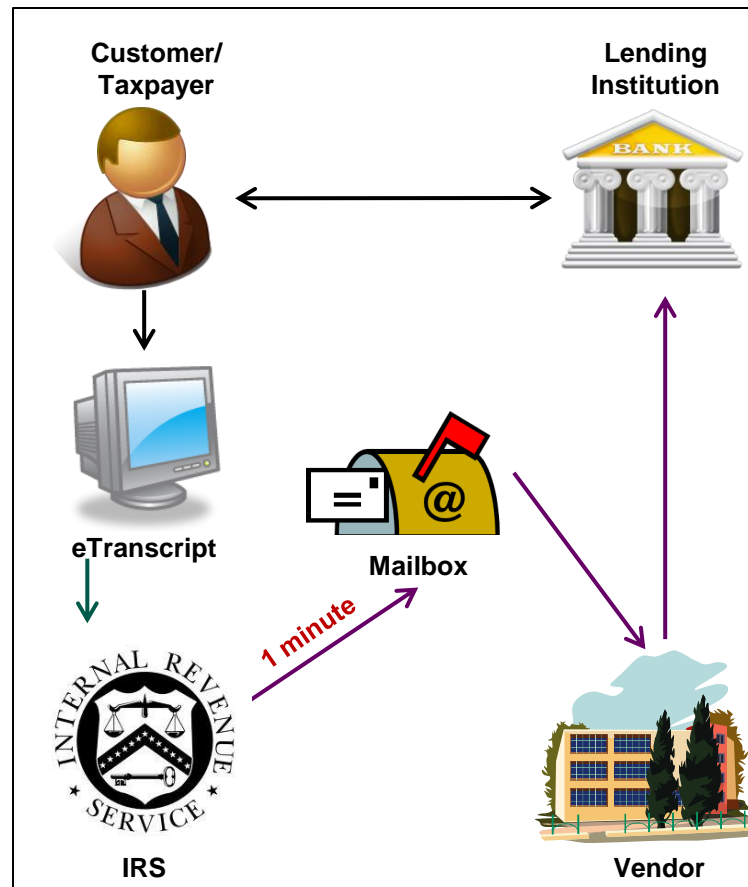 Customer/
Taxpayer
Lending
Institution
BANK
eTranscript
@
Mailbox
1 minute
INTERNAL REVENUE
SERVICE
IRS
Vendor